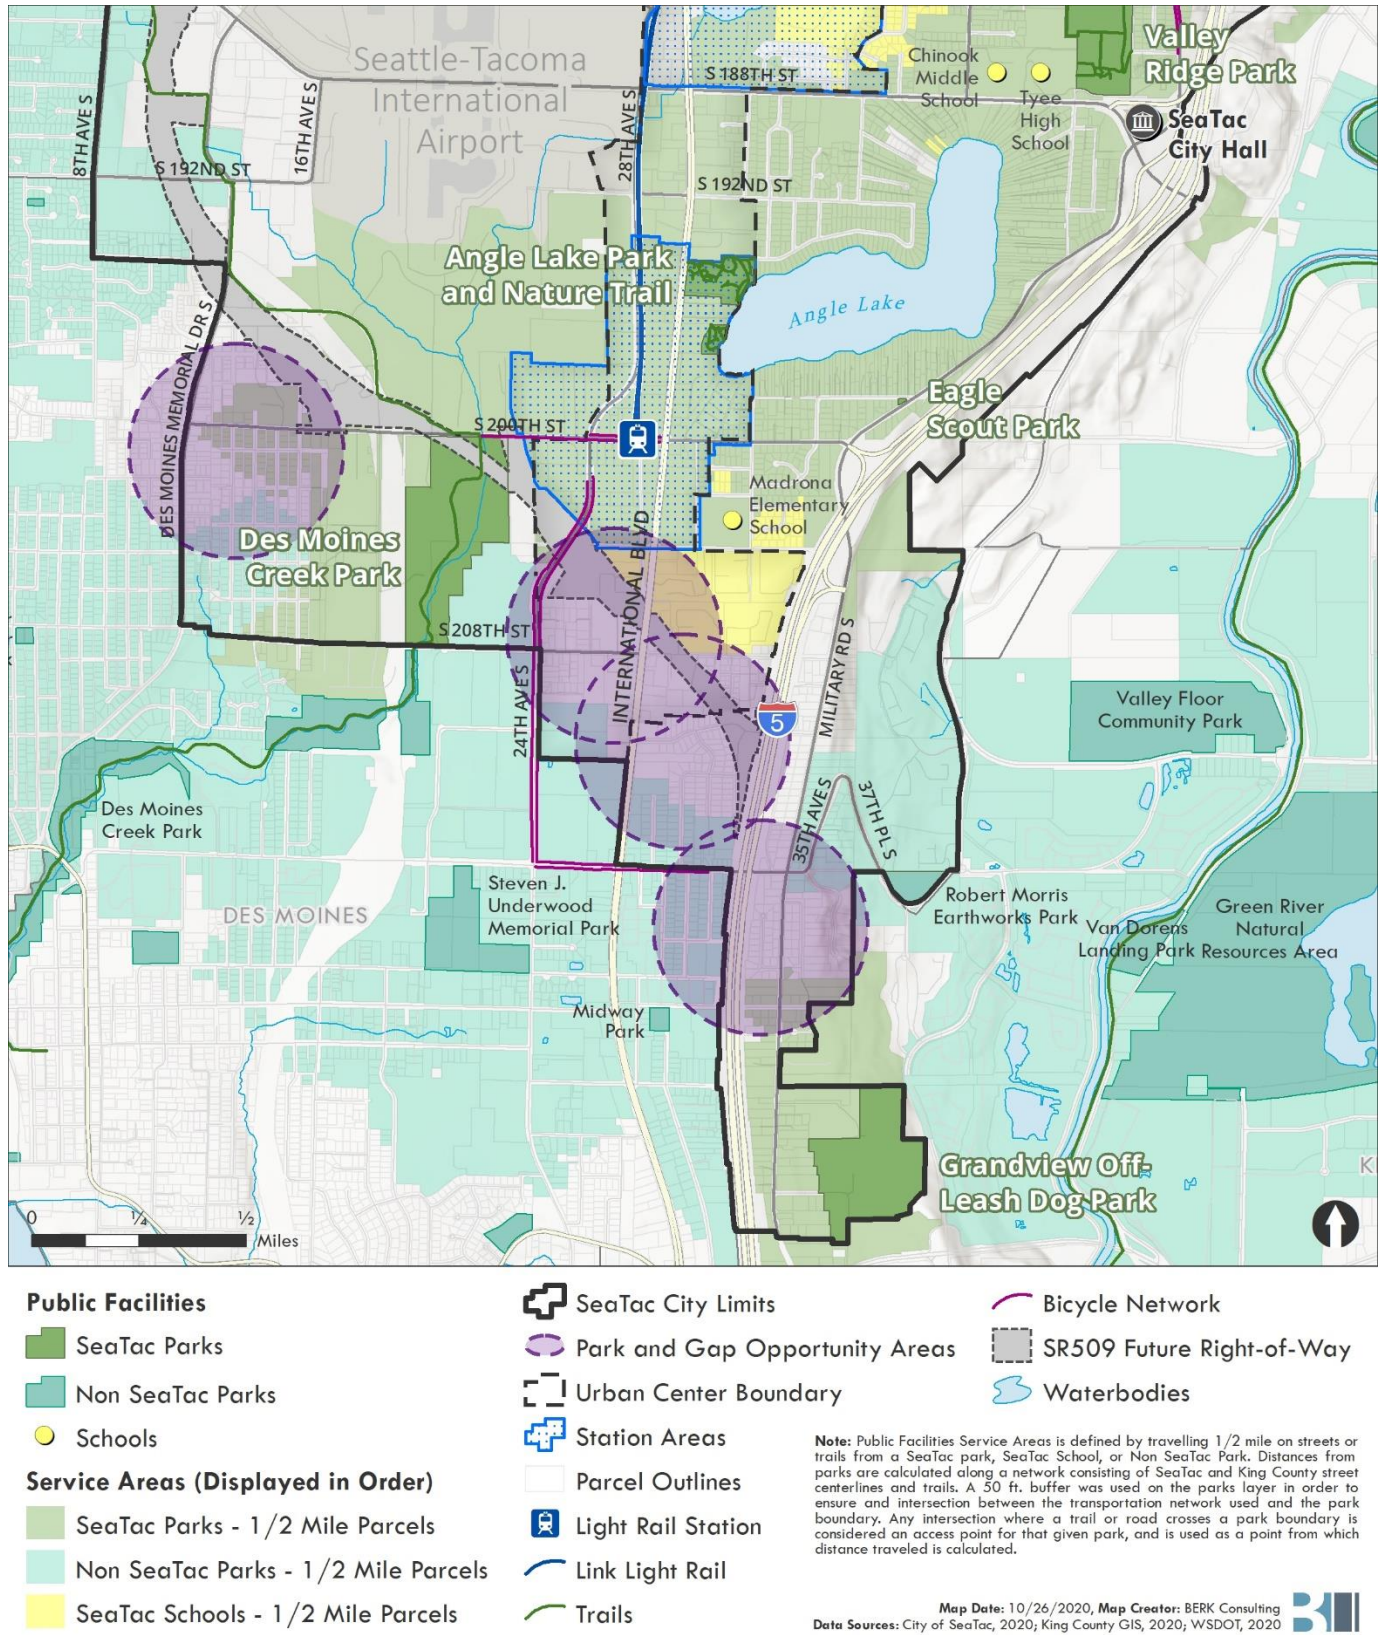 Seattle-Tacoma
International
Airport
8TH AVE S
16TH AVE S
28TH AVE S
S 188TH ST
Chinook
Middle
School
Tyee
High
School
Valley
Ridge Park
SeaTac
City Hall
S 192ND ST
S 192ND ST
Angle Lake Park
and Nature Trail
Angle Lake
DES MOINES MEMORIAL DR S
S 200TH ST
Eagle
Scout Park
Madrona
Elementary
School
Des Moines
Creek Park
INTERNATIONAL BLVD
S 208TH ST
24TH AVE S
MILITARY RD S
5
Valley Floor
Community Park
35TH AVE S
37TH PL S
Des Moines
Creek Park
DES MOINES
Steven J.
Underwood
Memorial Park
Robert Morris
Earthworks Park
Van Dorens
Landing Park
Green River
Natural
Resources Area
Midway
Park
Grandview Off-
Leash Dog Park
0 ¼ ½
Miles
Public Facilities
SeaTac Parks
Non SeaTac Parks
Schools
Service Areas (Displayed in Order)
SeaTac Parks - 1/2 Mile Parcels
Non SeaTac Parks - 1/2 Mile Parcels
SeaTac Schools - 1/2 Mile Parcels
SeaTac City Limits
Park and Gap Opportunity Areas
Urban Center Boundary
Station Areas
Parcel Outlines
Light Rail Station
Link Light Rail
Trails
Bicycle Network
SR509 Future Right-of-Way
Waterbodies
Note: Public Facilities Service Areas is defined by travelling 1/2 mile on streets or
trails from a SeaTac park, SeaTac School, or Non SeaTac Park. Distances from
parks are calculated along a network consisting of SeaTac and King County street
centerlines and trails. A 50 ft. buffer was used on the parks layer in order to
ensure and intersection between the transportation network used and the park
boundary. Any intersection where a trail or road crosses a park boundary is
considered an access point for that given park, and is used as a point from which
distance traveled is calculated.
Map Date: 10/26/2020, Map Creator: BERK Consulting
Data Sources: City of SeaTac, 2020; King County GIS, 2020; WSDOT, 2020